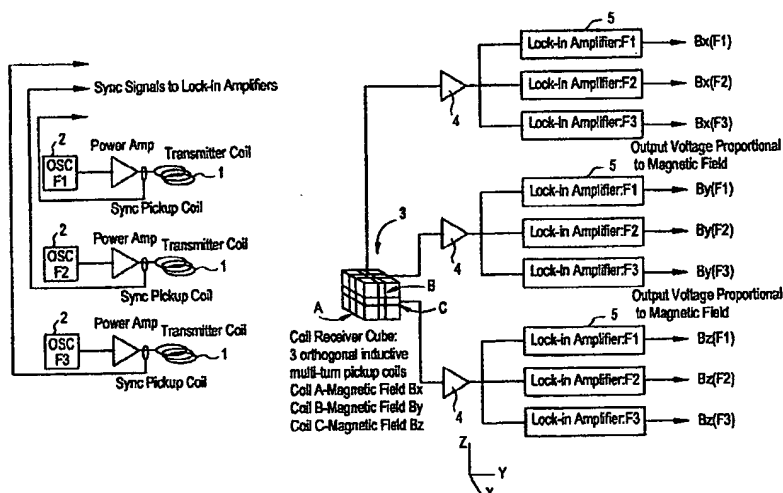 Sync Signals to Lock-in Amplifiers
2
OSC
F1
Power Amp
Transmitter Coil
1
Sync Pickup Coil
2
OSC
F2
Power Amp
Transmitter Coil
1
Sync Pickup Coil
2
OSC
F3
Power Amp
Transmitter Coil
1
Sync Pickup Coil
3
A
B
C
Coil Receiver Cube:
3 orthogonal inductive
multi-turn pickup coils
Coil A-Magnetic Field Bx
Coil B-Magnetic Field By
Coil C-Magnetic Field Bz
4
5
Lock-in Amplifier:F1
Bx(F1)
Lock-in Amplifier:F2
Bx(F2)
Lock-in Amplifier:F3
Bx(F3)
Output Voltage Proportional
to Magnetic Field
4
5
Lock-in Amplifier:F1
By(F1)
Lock-in Amplifier:F2
By(F2)
Lock-in Amplifier:F3
By(F3)
Output Voltage Proportional
to Magnetic Field
4
5
Lock-in Amplifier:F1
Bz(F1)
Lock-in Amplifier:F2
Bz(F2)
Lock-in Amplifier:F3
Bz(F3)
Z
Y
X